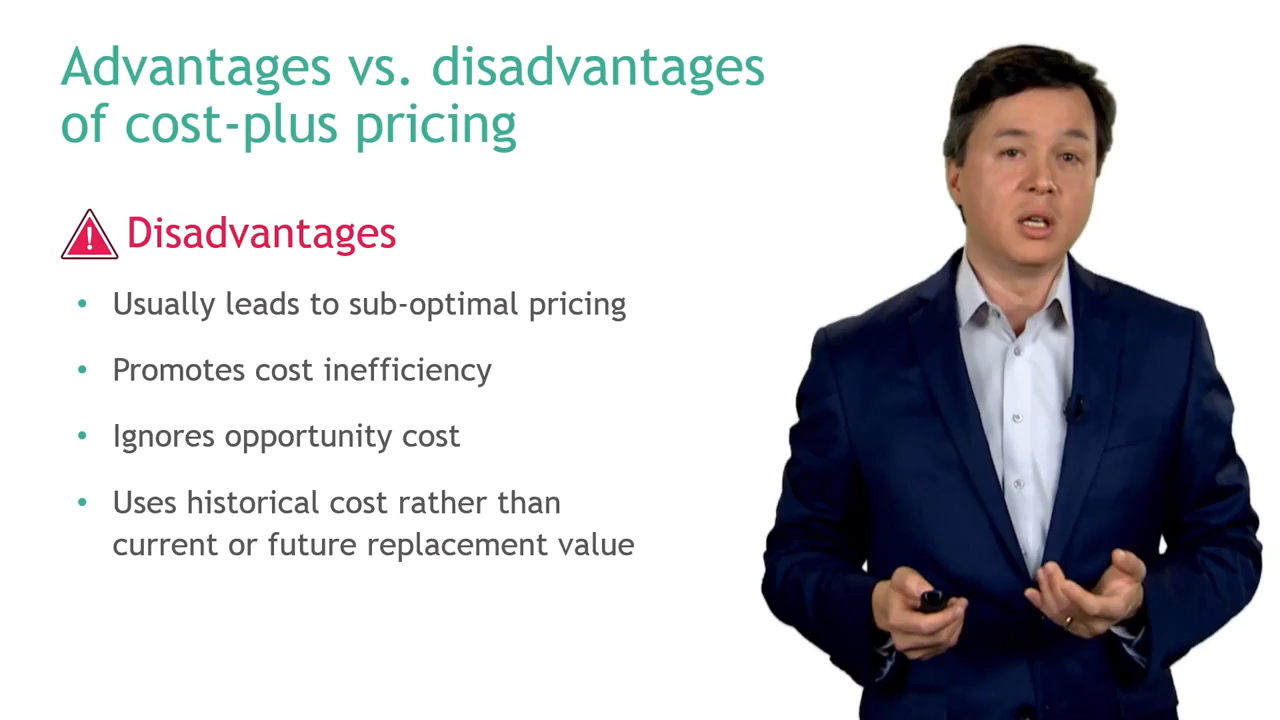 Advantages vs. disadvantages
of cost-plus pricing
! Disadvantages
• Usually leads to sub-optimal pricing
• Promotes cost inefficiency
• Ignores opportunity cost
• Uses historical cost rather than
current or future replacement value